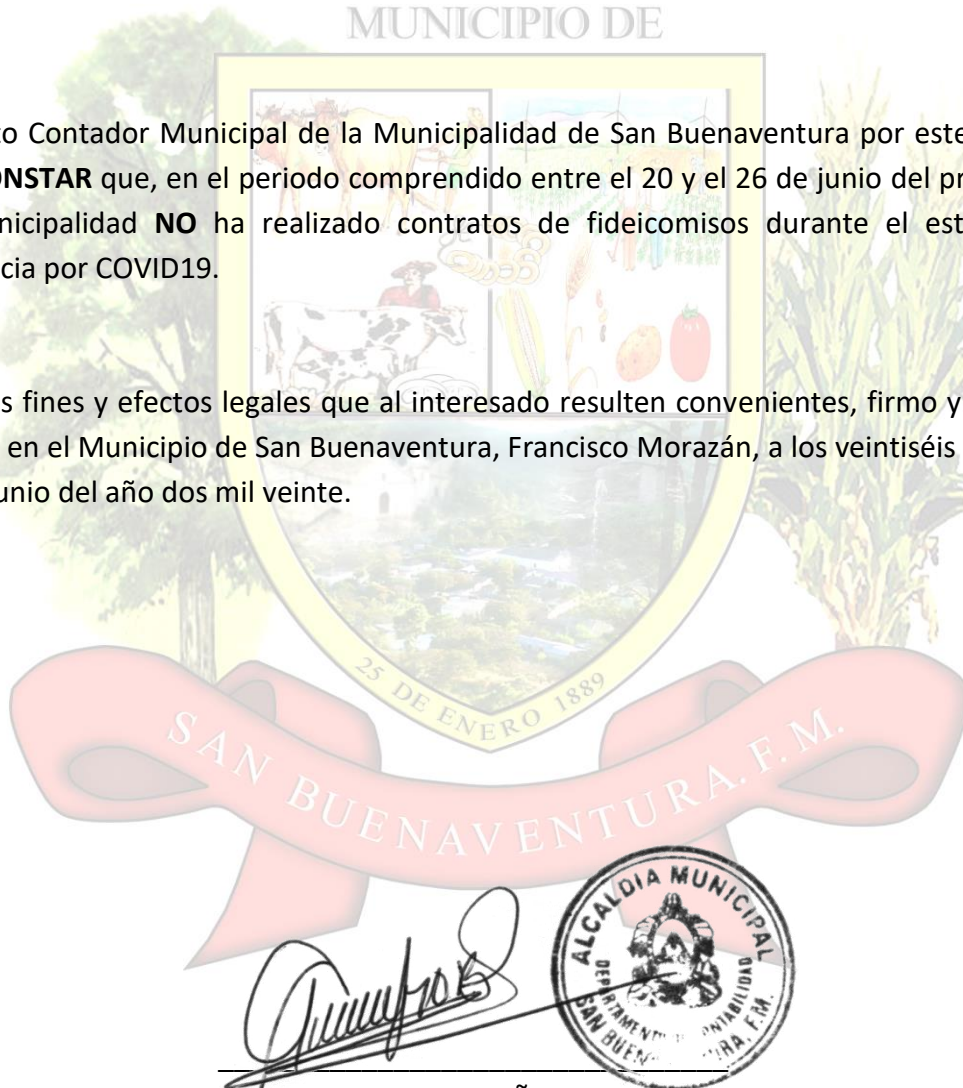 MUNICIPIO DE
to Contador Municipal de la Municipalidad de San Buenaventura por este
ONSTAR que, en el periodo comprendido entre el 20 y el 26 de junio del pr
nicipalidad NO ha realizado contratos de fideicomisos durante el est
cia por COVID19.
s fines y efectos legales que al interesado resulten convenientes, firmo y
en el Municipio de San Buenaventura, Francisco Morazán, a los veintiséis
unio del año dos mil veinte.
25 DE ENERO 1889
SAN BUENAVENTURA. F. M.
ALCALDIA MUNICIPAL